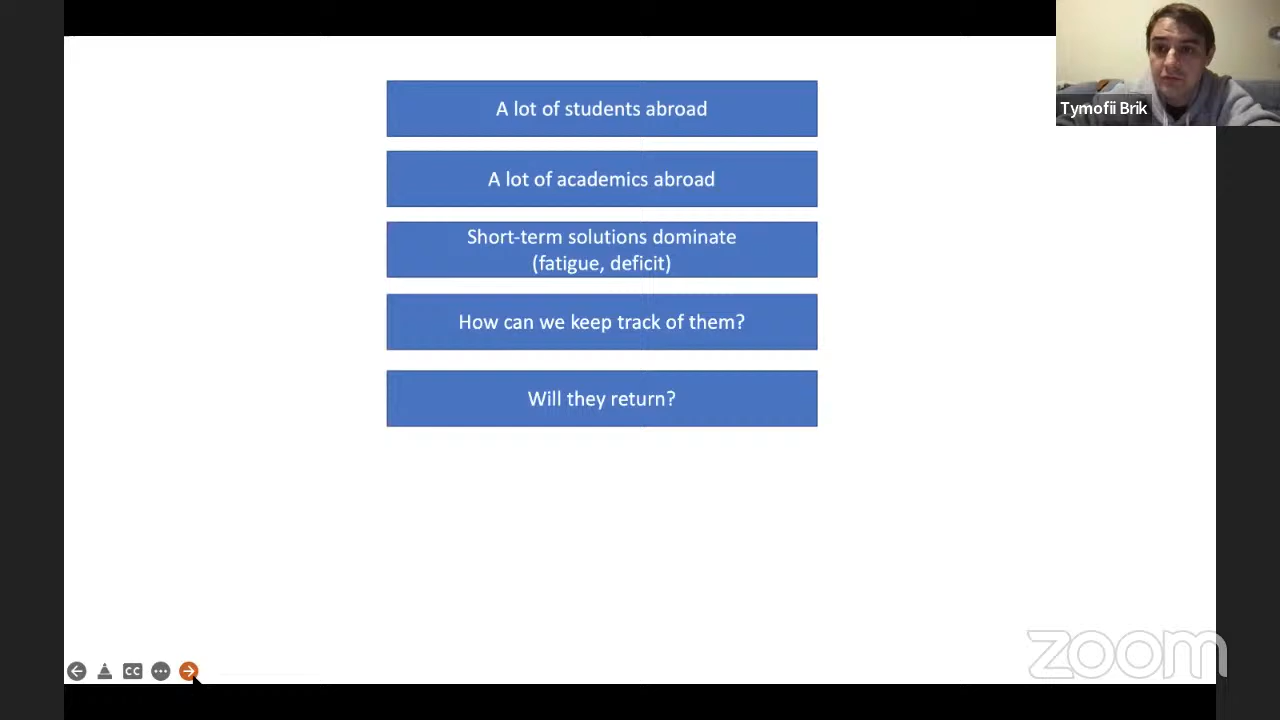 A lot of students abroad
Tymofii Brik
A lot of academics abroad
Short-term solutions dominate
(fatigue, deficit)
How can we keep track of them?
Will they return?
CC
zoom